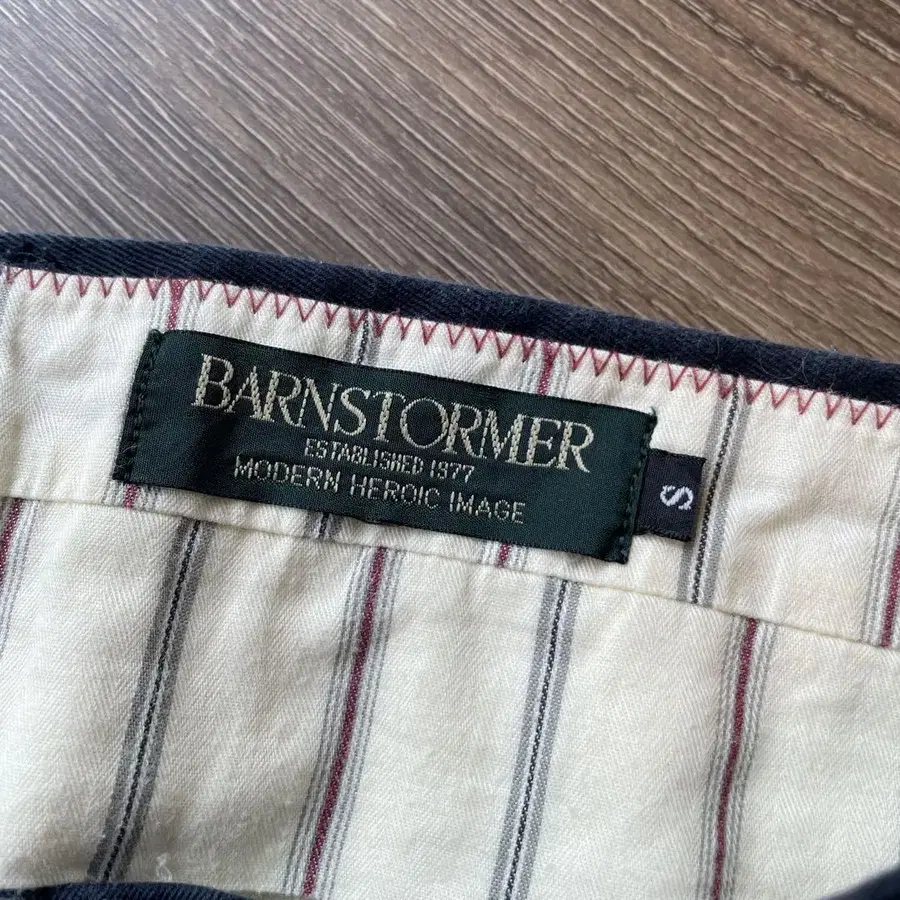 BARNSTORMER
ESTABLISHED 1977
MODERN HEROIC IMAGE
S